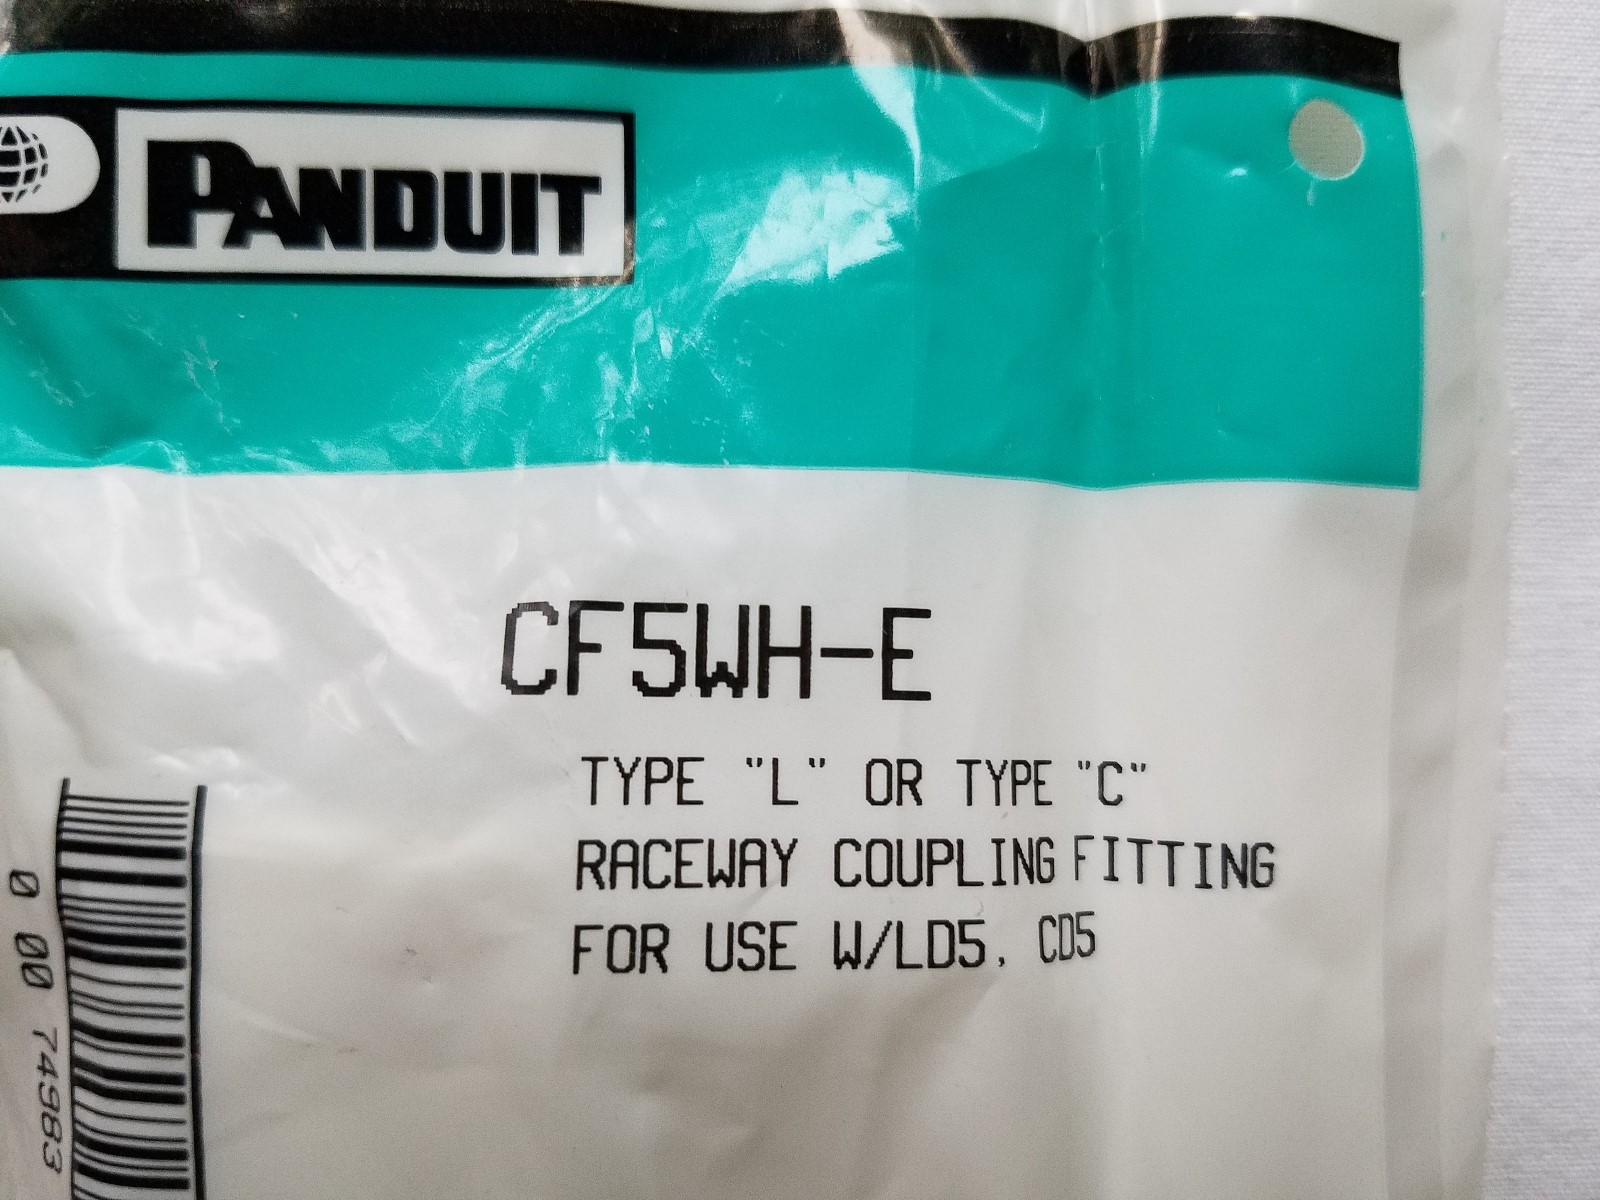 PANDUIT
CF5WH-E
TYPE "L" OR TYPE "C"
RACEWAY COUPLING FITTING
FOR USE W/LD5, CD5
0 00 74983